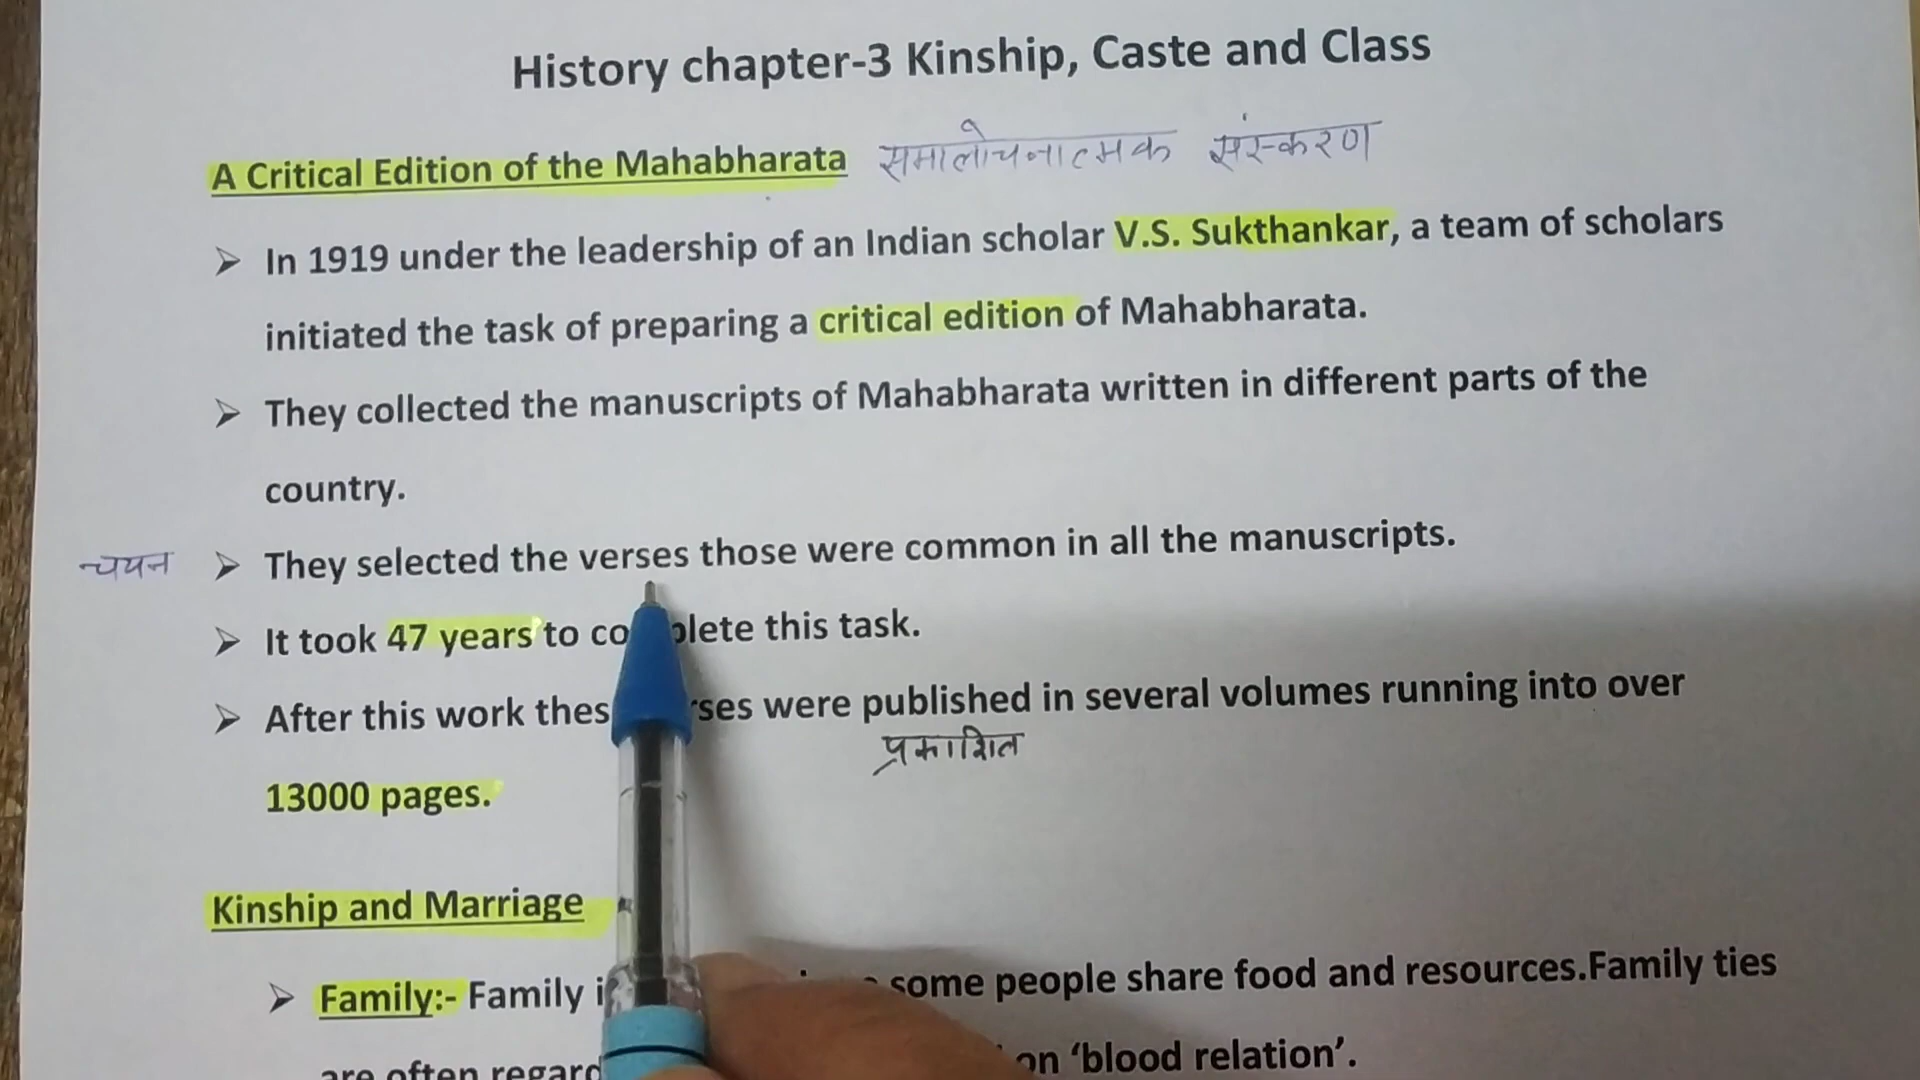 History chapter-3 Kinship, Caste and Class
A Critical Edition of the Mahabharata समालोचनात्मक संस्करण
➢ In 1919 under the leadership of an Indian scholar V.S. Sukthankar, a team of scholars
initiated the task of preparing a critical edition of Mahabharata.
➢ They collected the manuscripts of Mahabharata written in different parts of the
country.
चयन ➢ They selected the verses those were common in all the manuscripts.
➢ It took 47 years to complete this task.
➢ After this work these verses were published in several volumes running into over
प्रकाशित
13000 pages.
Kinship and Marriage
➢ Family:- Family some people share food and resources.Family ties
are often on ‘blood relation’.